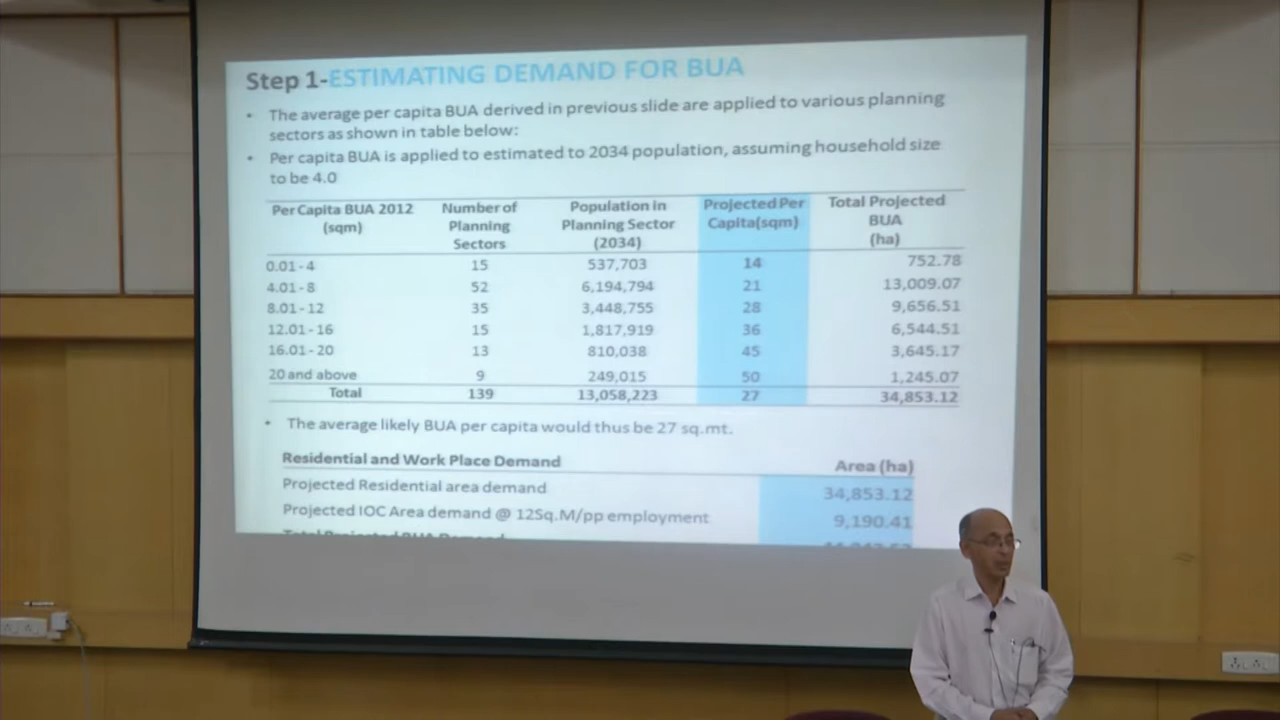 Step 1-ESTIMATING DEMAND FOR BUA
• The average per capita BUA derived in previous slide are applied to various planning
sectors as shown in table below:
• Per capita BUA is applied to estimated to 2034 population, assuming household size
to be 4.0
Per Capita BUA 2012 (sqm) Number of Planning Sectors Population in Planning Sector (2034) Projected Per Capita(sqm) Total Projected BUA (ha)
0.01-4 15 537,703 14 752.78
4.01-8 52 6,194,794 21 13,009.07
8.01-12 35 3,448,755 28 9,656.51
12.01-16 15 1,817,919 36 6,544.51
16.01-20 13 810,038 45 3,645.17
20 and above 9 249,015 50 1,245.07
Total 139 13,058,223 27 34,853.12
• The average likely BUA per capita would thus be 27 sq.mt.
Residential and Work Place Demand Area (ha)
Projected Residential area demand 34,853.12
Projected IOC Area demand @ 12Sq.M/pp employment 9,190.41
Total Projected BUA Demand